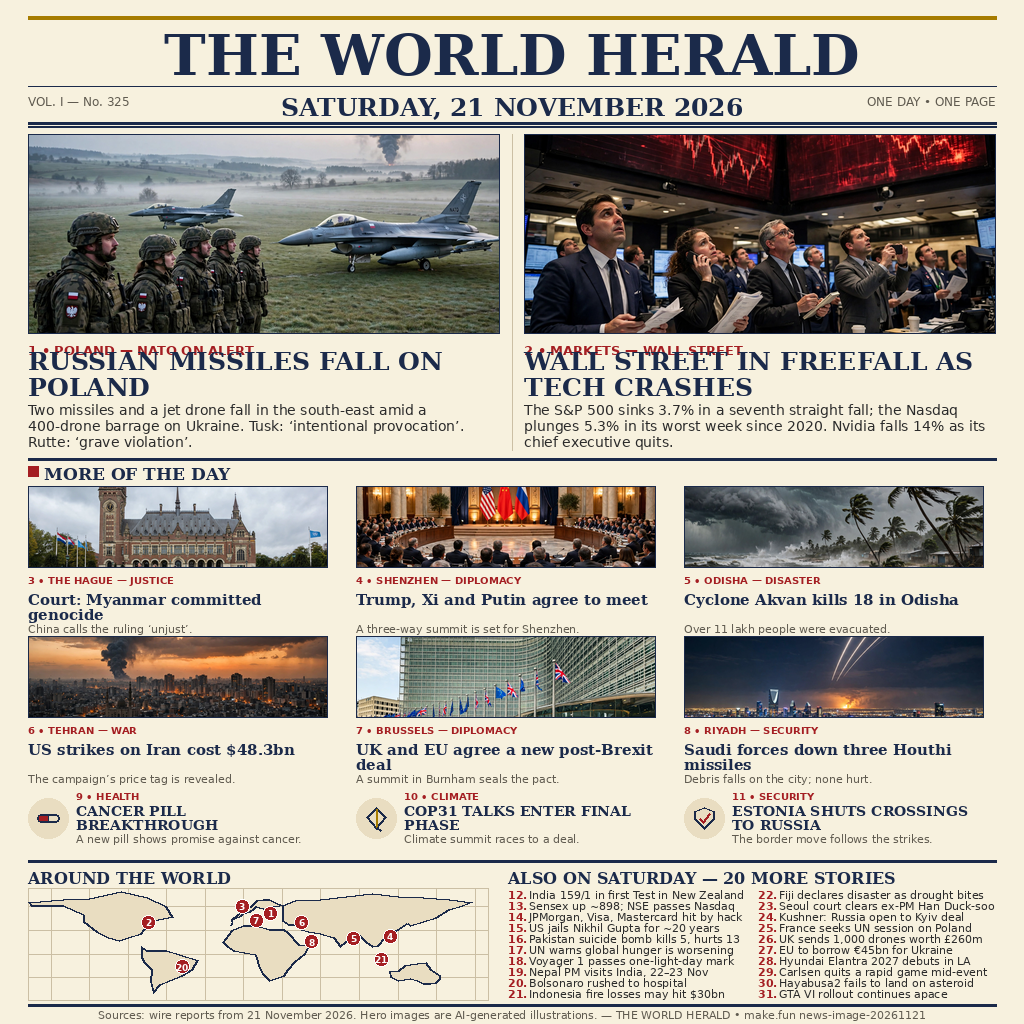 THE WORLD HERALD
VOL. I — No. 325
SATURDAY, 21 NOVEMBER 2026
ONE DAY • ONE PAGE
1 • POLAND — NATO ON ALERT
RUSSIAN MISSILES FALL ON
POLAND
Two missiles and a jet drone fall in the south-east amid a
400-drone barrage on Ukraine. Tusk: ‘intentional provocation’.
Rutte: ‘grave violation’.
2 • MARKETS — WALL STREET
WALL STREET IN FREEFALL AS
TECH CRASHES
The S&P 500 sinks 3.7% in a seventh straight fall; the Nasdaq
plunges 5.3% in its worst week since 2020. Nvidia falls 14% as its
chief executive quits.
MORE OF THE DAY
3 • THE HAGUE — JUSTICE
Court: Myanmar committed
genocide
China calls the ruling ‘unjust’.
4 • SHENZHEN — DIPLOMACY
Trump, Xi and Putin agree to meet
A three-way summit is set for Shenzhen.
5 • ODISHA — DISASTER
Cyclone Akvan kills 18 in Odisha
Over 11 lakh people were evacuated.
6 • TEHRAN — WAR
US strikes on Iran cost $48.3bn
The campaign’s price tag is revealed.
7 • BRUSSELS — DIPLOMACY
UK and EU agree a new post-Brexit
deal
A summit in Burnham seals the pact.
8 • RIYADH — SECURITY
Saudi forces down three Houthi
missiles
Debris falls on the city; none hurt.
9 • HEALTH
CANCER PILL
BREAKTHROUGH
A new pill shows promise against cancer.
10 • CLIMATE
COP31 TALKS ENTER FINAL
PHASE
Climate summit races to a deal.
11 • SECURITY
ESTONIA SHUTS CROSSINGS
TO RUSSIA
The border move follows the strikes.
AROUND THE WORLD
3
1
2
7
6
8
5
4
21
20
ALSO ON SATURDAY — 20 MORE STORIES
12. India 159/1 in first Test in New Zealand
13. Sensex up ~898; NSE passes Nasdaq
14. JPMorgan, Visa, Mastercard hit by hack
15. US jails Nikhil Gupta for ~20 years
16. Pakistan suicide bomb kills 5, hurts 13
17. UN warns global hunger is worsening
18. Voyager 1 passes one-light-day mark
19. Nepal PM visits India, 22–23 Nov
20. Bolsonaro rushed to hospital
21. Indonesia fire losses may hit $30bn
22. Fiji declares disaster as drought bites
23. Seoul court clears ex-PM Han Duck-soo
24. Kushner: Russia open to Kyiv deal
25. France seeks UN session on Poland
26. UK sends 1,000 drones worth £260m
27. EU to borrow €45bn for Ukraine
28. Hyundai Elantra 2027 debuts in LA
29. Carlsen quits a rapid game mid-event
30. Hayabusa2 fails to land on asteroid
31. GTA VI rollout continues apace
Sources: wire reports from 21 November 2026. Hero images are AI-generated illustrations. — THE WORLD HERALD • make.fun news-image-20261121